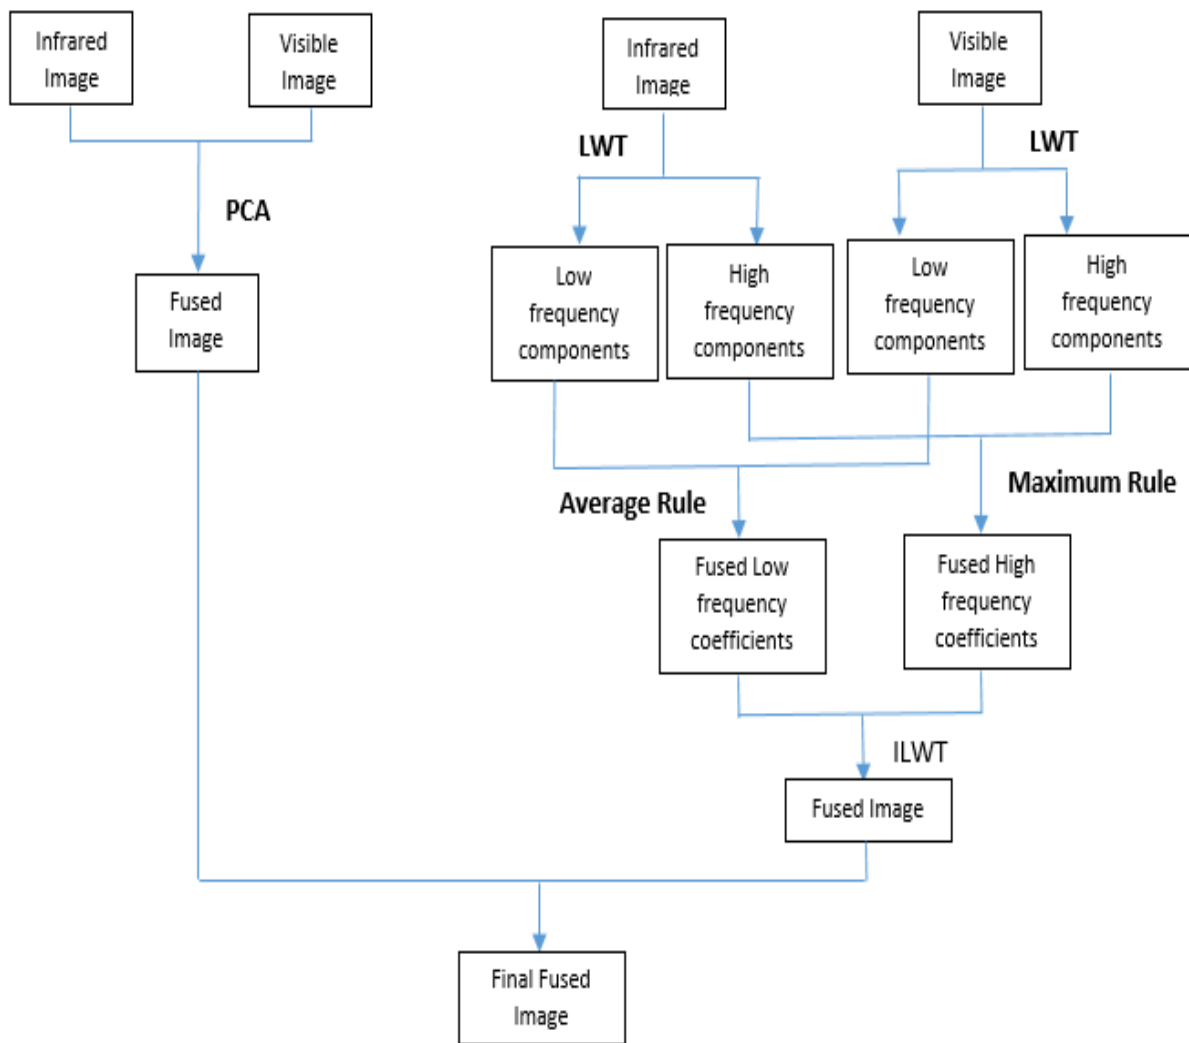 Infrared
Image
Visible
Image
Infrared
Image
Visible
Image
LWT
LWT
PCA
Low
frequency
components
High
frequency
components
Low
frequency
components
High
frequency
components
Fused
Image
Average Rule
Maximum Rule
Fused Low
frequency
coefficients
Fused High
frequency
coefficients
ILWT
Fused Image
Final Fused
Image